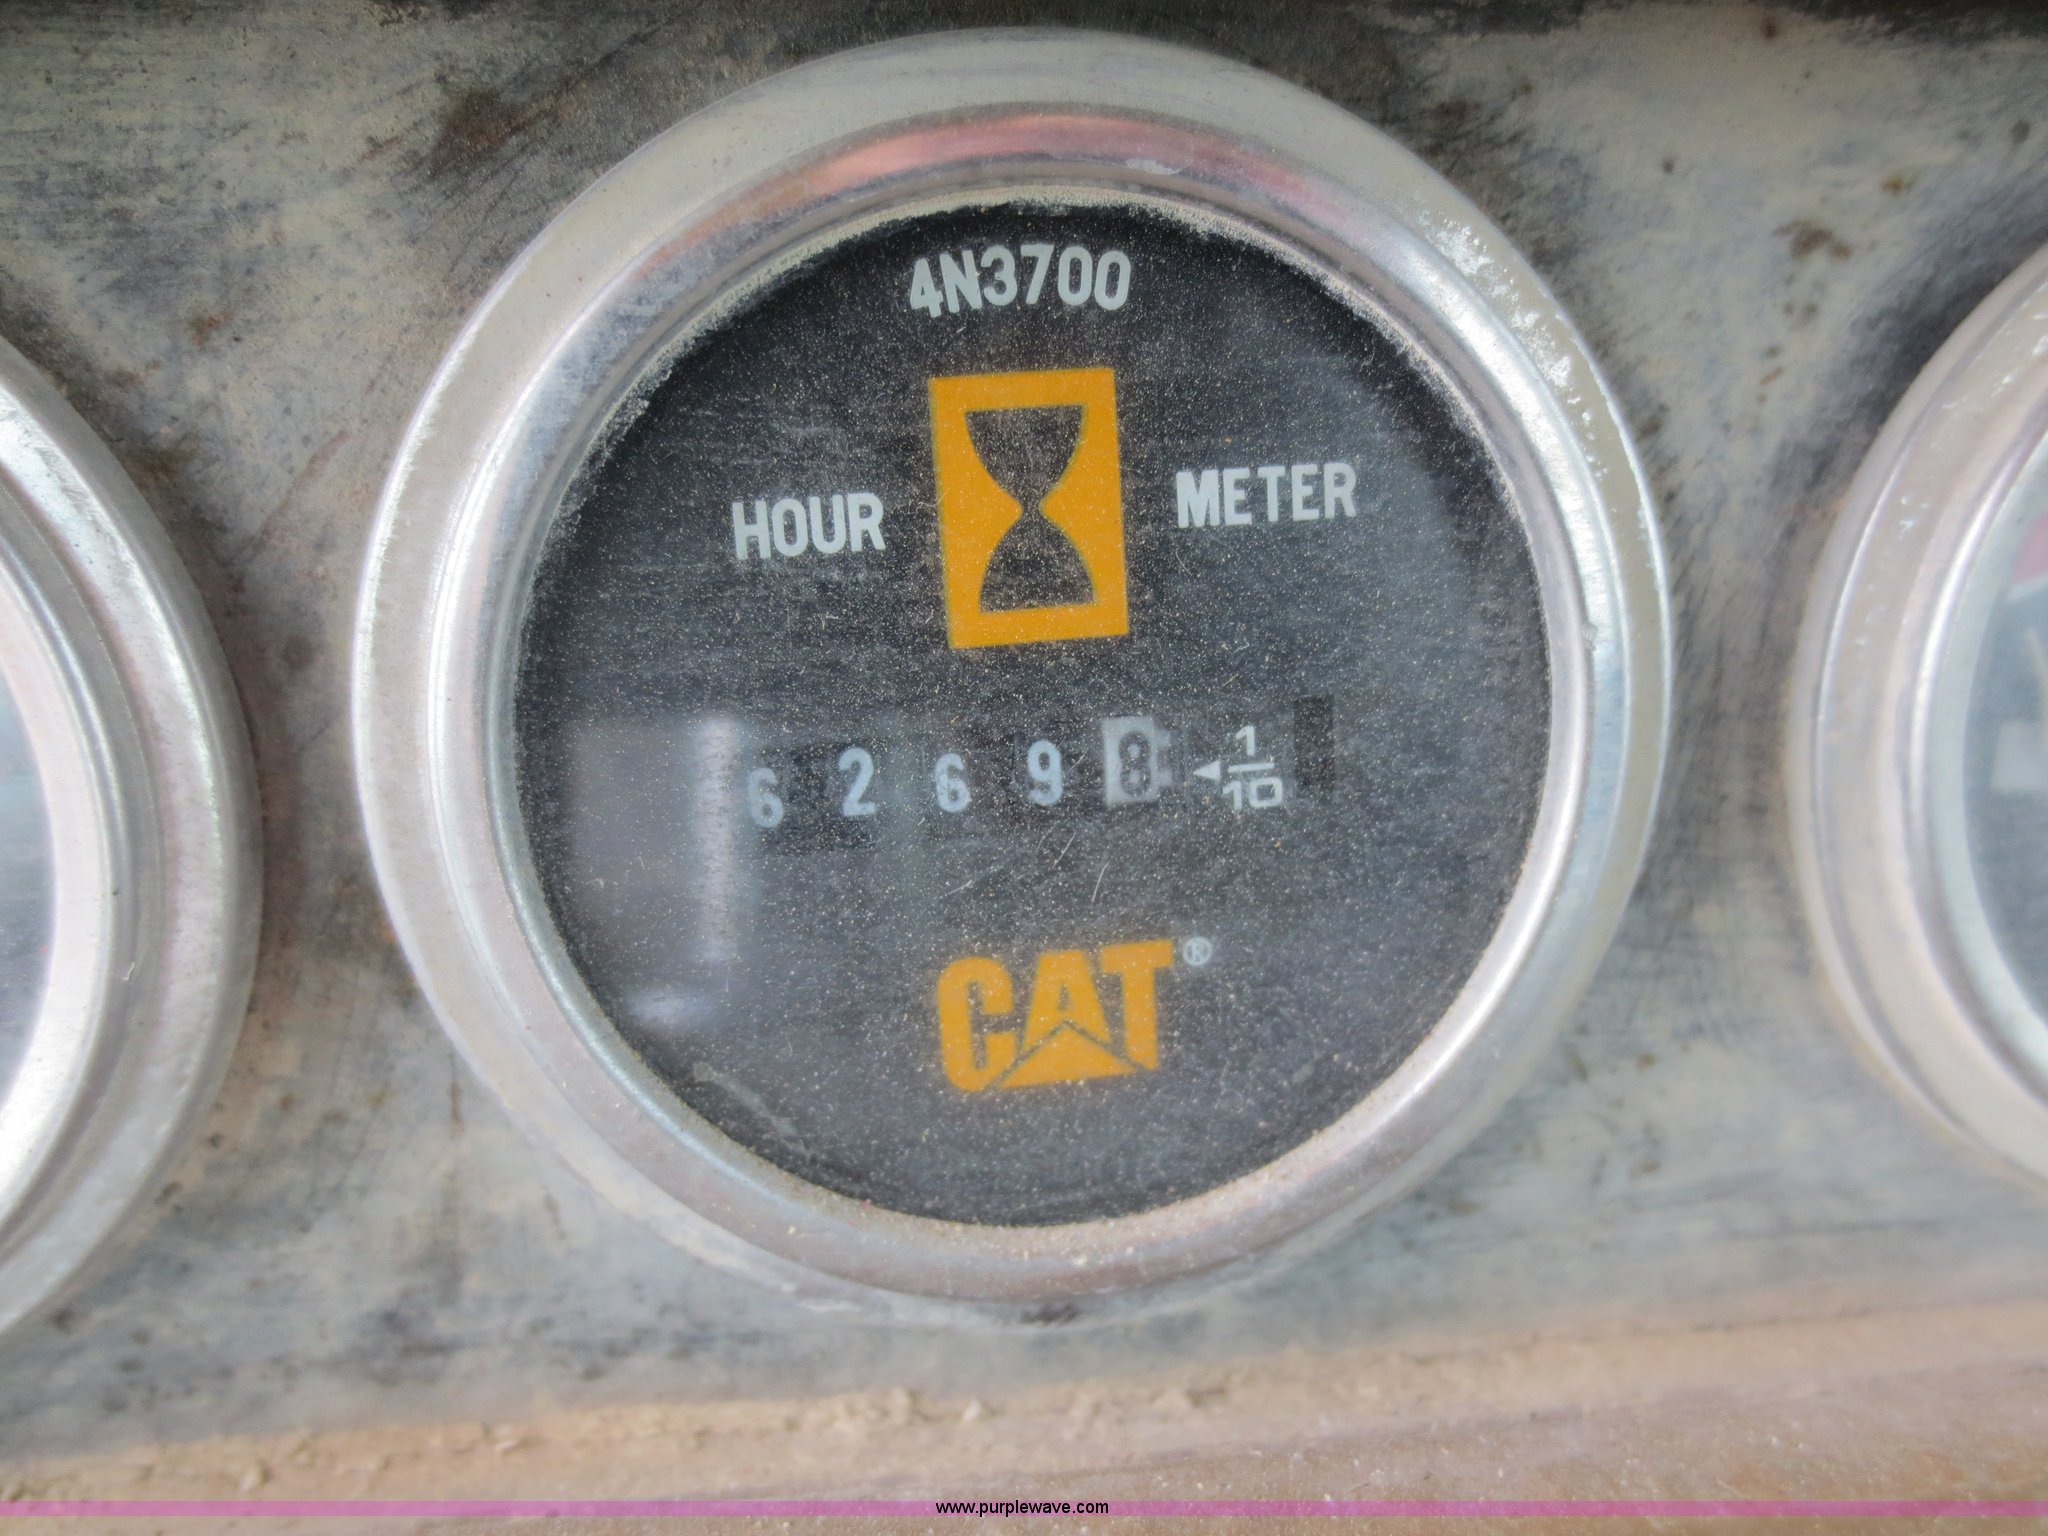 4N3700
HOUR METER
6 2 6 9 8 1/10
CAT®
www.purplewave.com